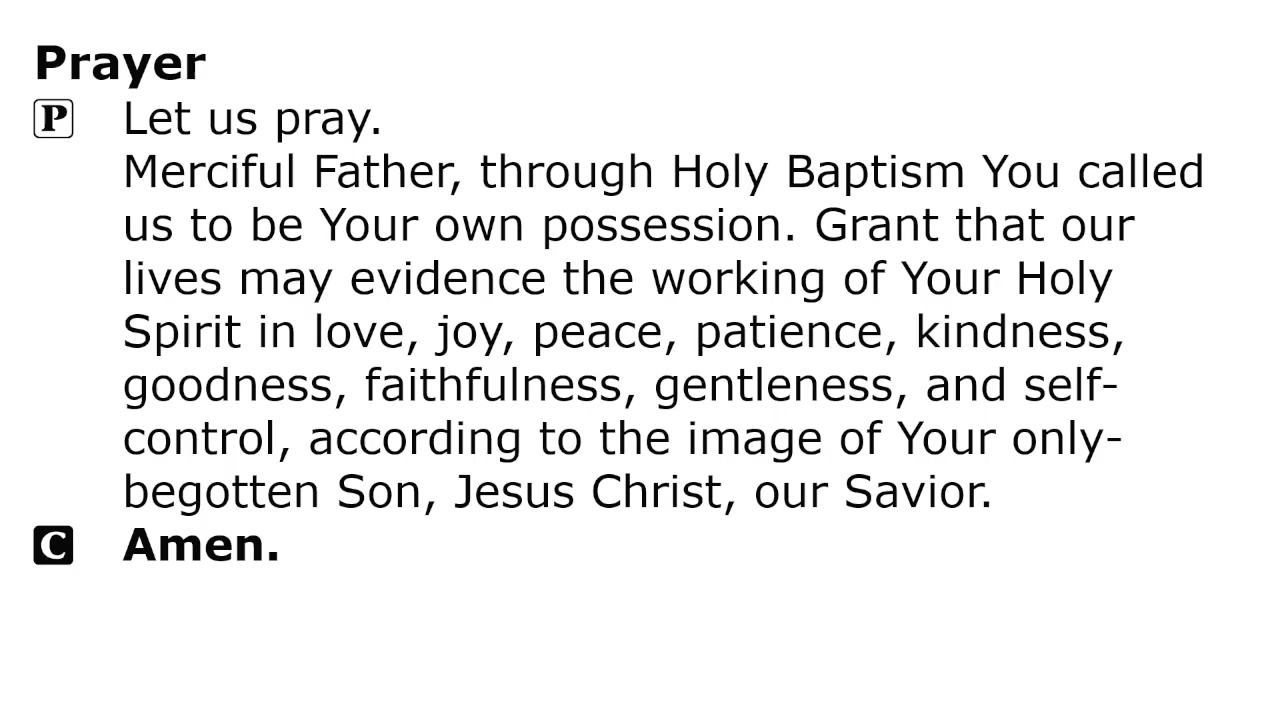 Prayer
P Let us pray.
Merciful Father, through Holy Baptism You called
us to be Your own possession. Grant that our
lives may evidence the working of Your Holy
Spirit in love, joy, peace, patience, kindness,
goodness, faithfulness, gentleness, and self-
control, according to the image of Your only-
begotten Son, Jesus Christ, our Savior.
C Amen.